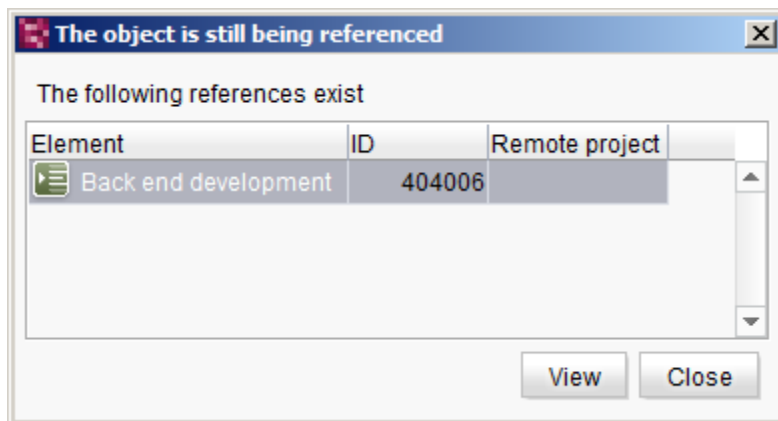 The object is still being referenced
The following references exist
Element ID Remote project
Back end development 404006
View Close